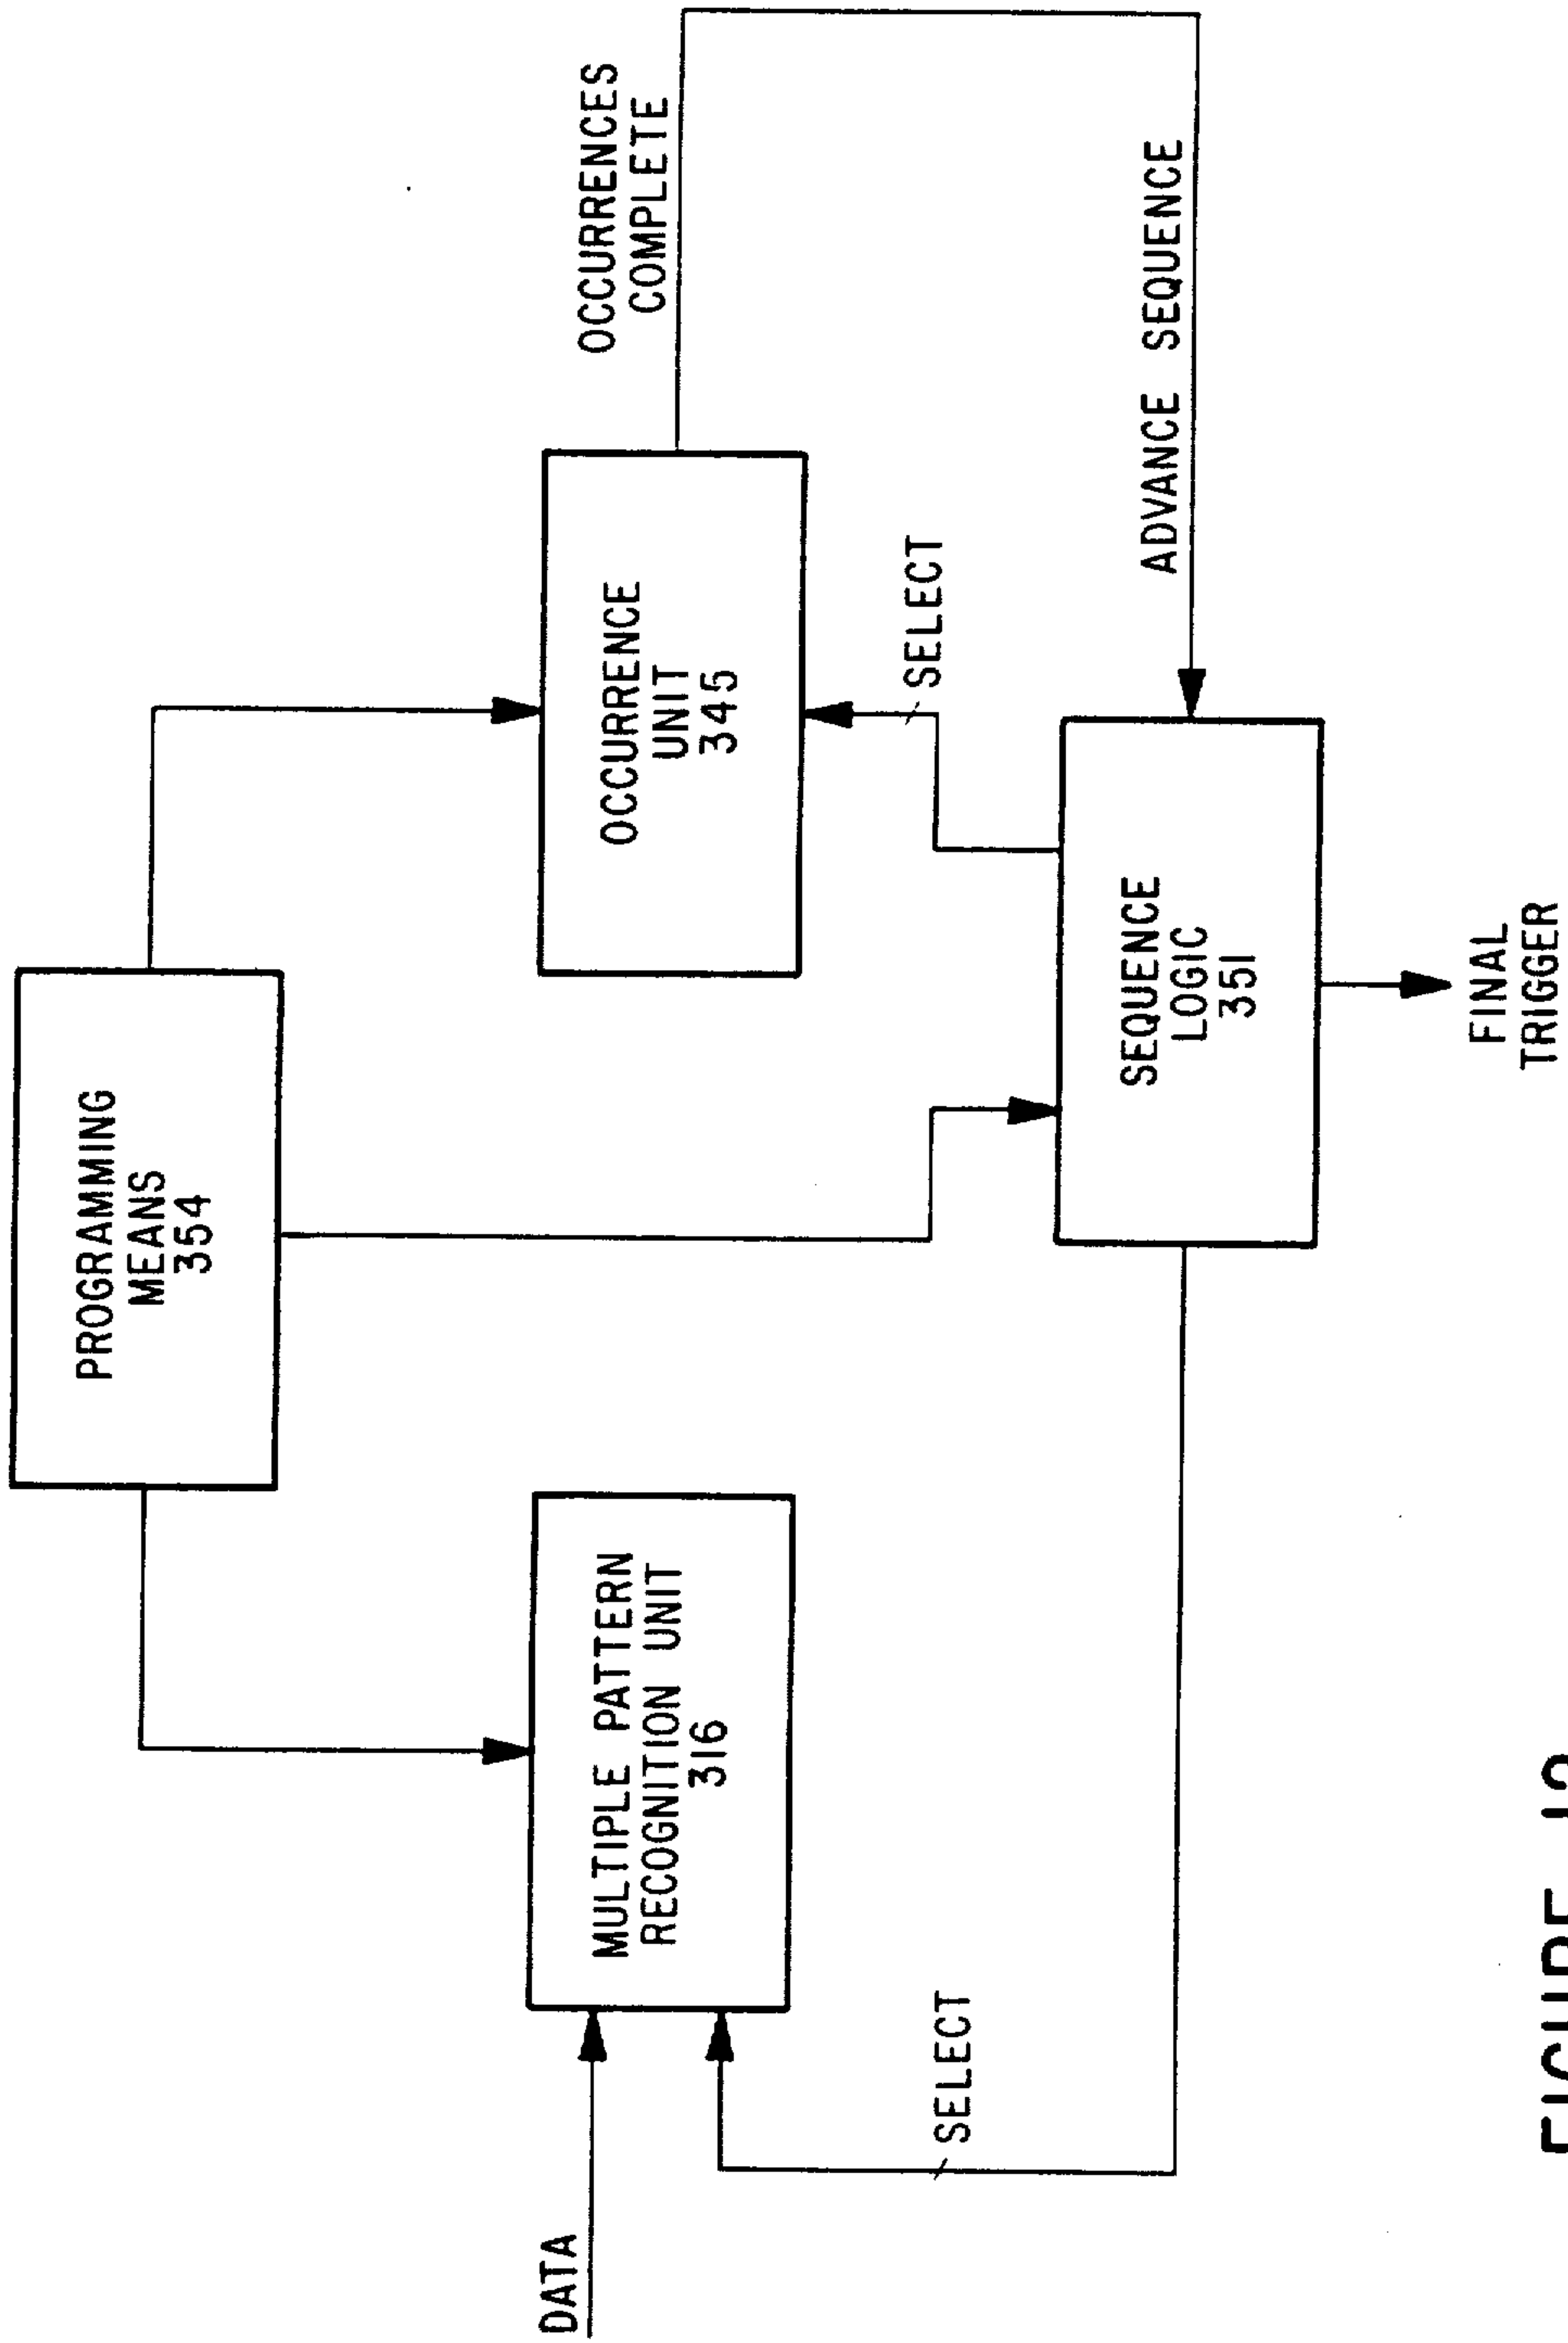 PROGRAMMING
MEANS
354
OCCURRENCES
COMPLETE
DATA
MULTIPLE PATTERN
RECOGNITION UNIT
316
OCCURRENCE
UNIT
345
SELECT
SELECT
SEQUENCE
LOGIC
351
ADVANCE SEQUENCE
FINAL
TRIGGER
FIGURE